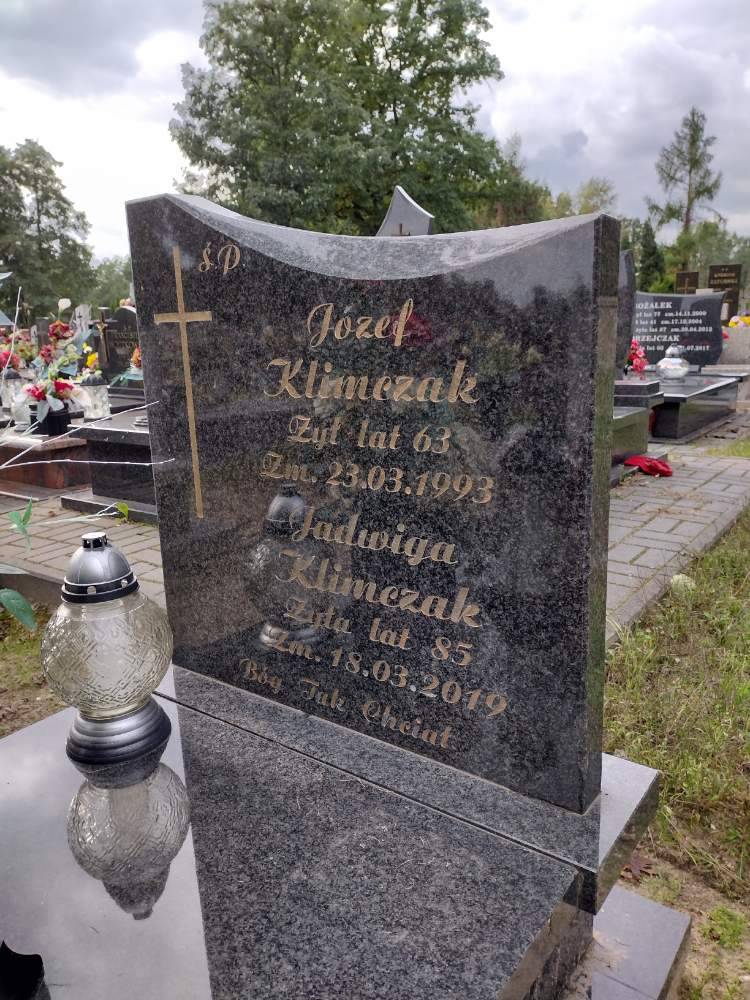 Ś.P.
Józef
Klimczak
Żył lat 63
Zm. 23.03.1993
Jadwiga
Klimczak
Żyła lat 85
Zm. 18.03.2019
Bóg Tak Chciał